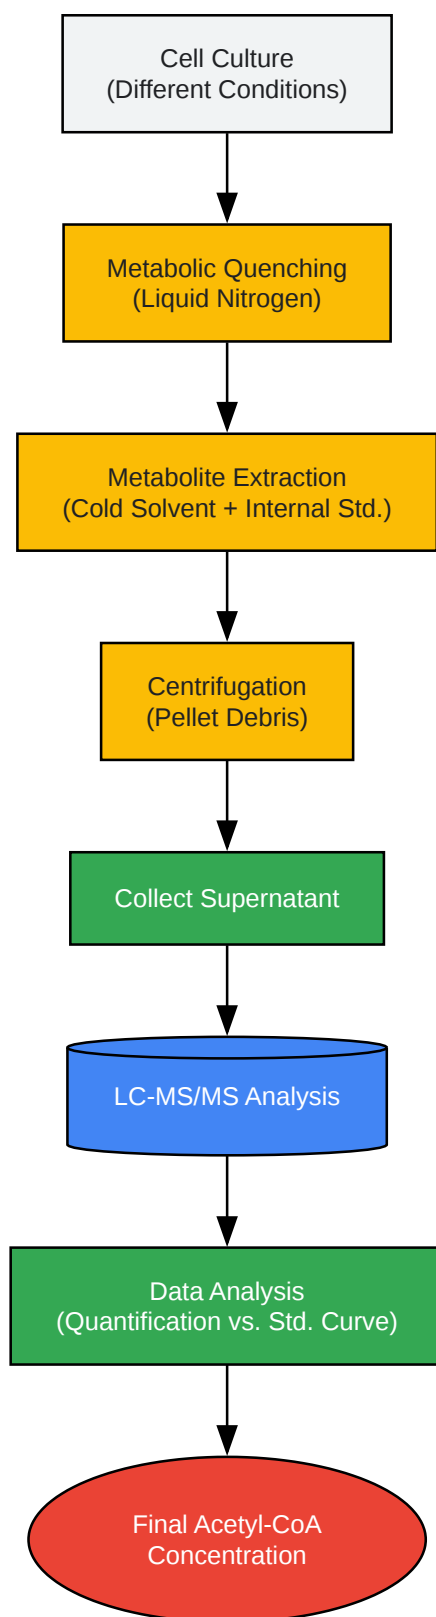 Cell Culture
(Different Conditions)
Metabolic Quenching
(Liquid Nitrogen)
Metabolite Extraction
(Cold Solvent + Internal Std.)
Centrifugation
(Pellet Debris)
Collect Supernatant
LC-MS/MS Analysis
Data Analysis
(Quantification vs. Std. Curve)
Final Acetyl-CoA
Concentration